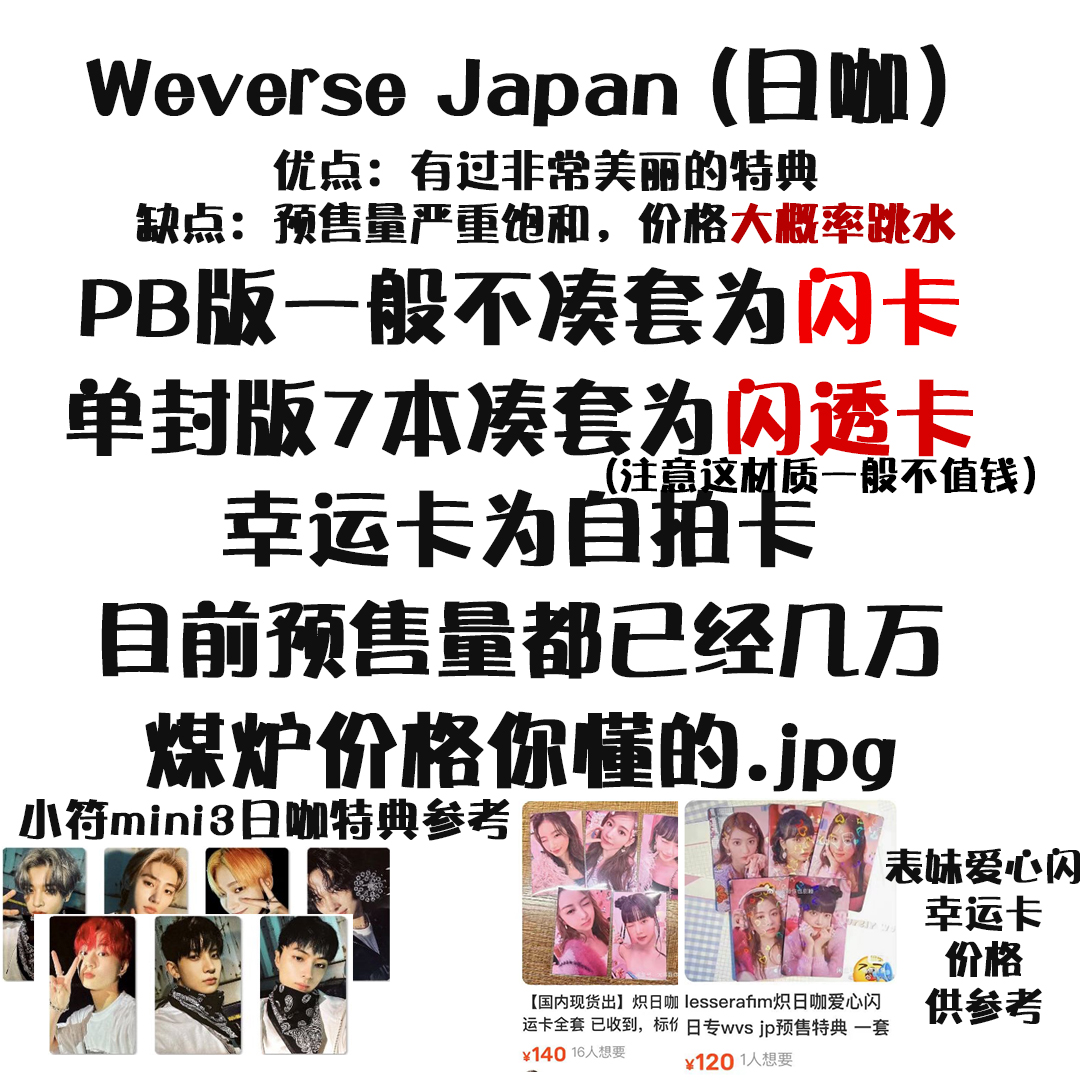 Weverse Japan (日咖)
优点：有过非常美丽的特典
缺点：预售量严重饱和，价格大概率跳水
PB版一般不凑套为闪卡
单封版7本凑套为闪透卡
(注意这材质一般不值钱)
幸运卡为自拍卡
目前预售量都已经几万
煤炉价格你懂的.jpg
小符mini3日咖特典参考
表妹爱心闪
幸运卡
价格
供参考
【国内现货出】炽日咖
运卡全套 已收到，标价
¥140 16人想要
lesserafim炽日咖爱心闪
日专wvs jp预售特典 一套
¥120 1人想要